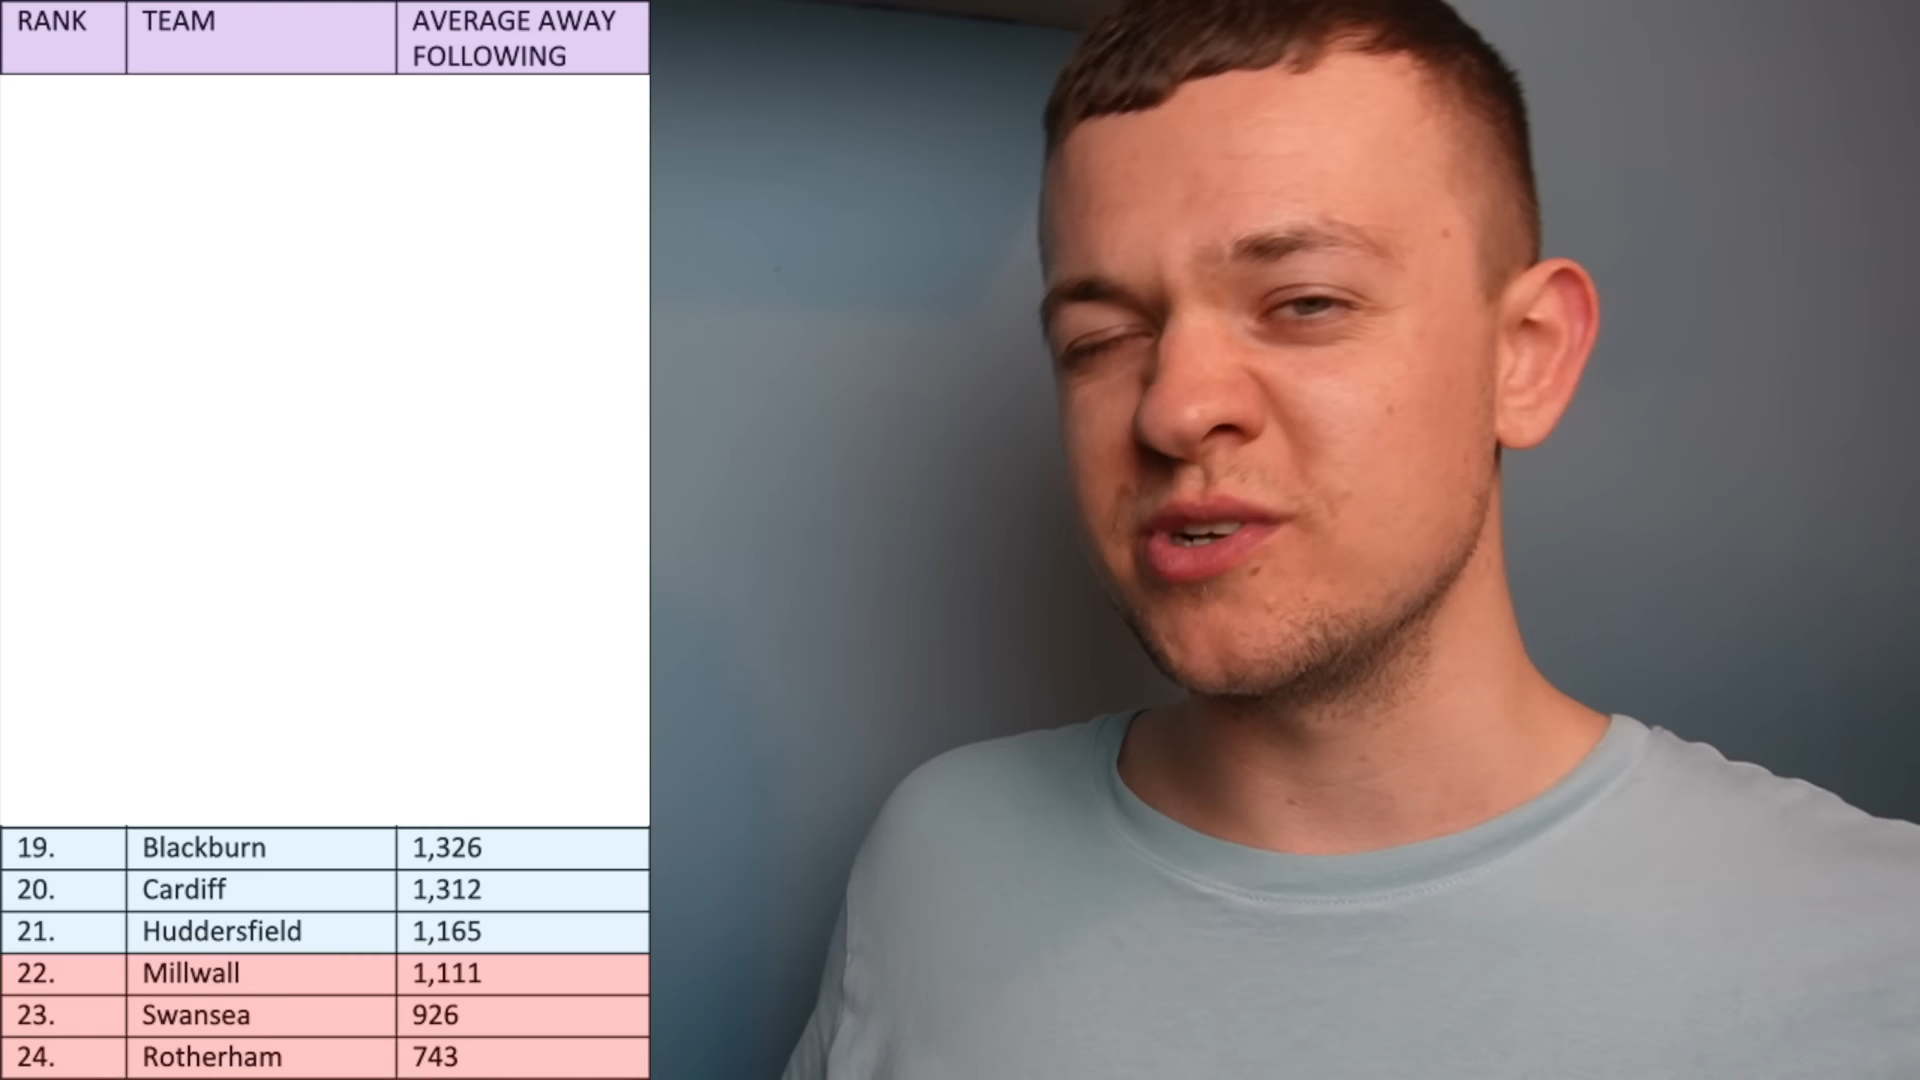 RANK TEAM AVERAGE AWAY
FOLLOWING
19. Blackburn 1,326
20. Cardiff 1,312
21. Huddersfield 1,165
22. Millwall 1,111
23. Swansea 926
24. Rotherham 743